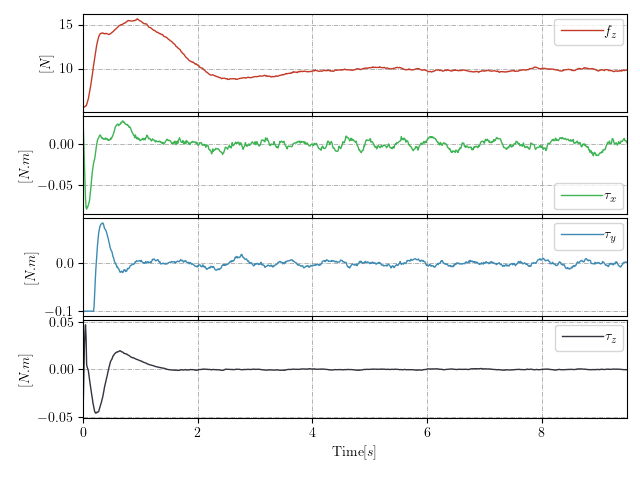 15
10
[N]
f_z
0.00
−0.05
[N.m]
τ_x
0.0
−0.1
[N.m]
τ_y
0.05
0.00
−0.05
[N.m]
τ_z
0 2 4 6 8
Time[s]